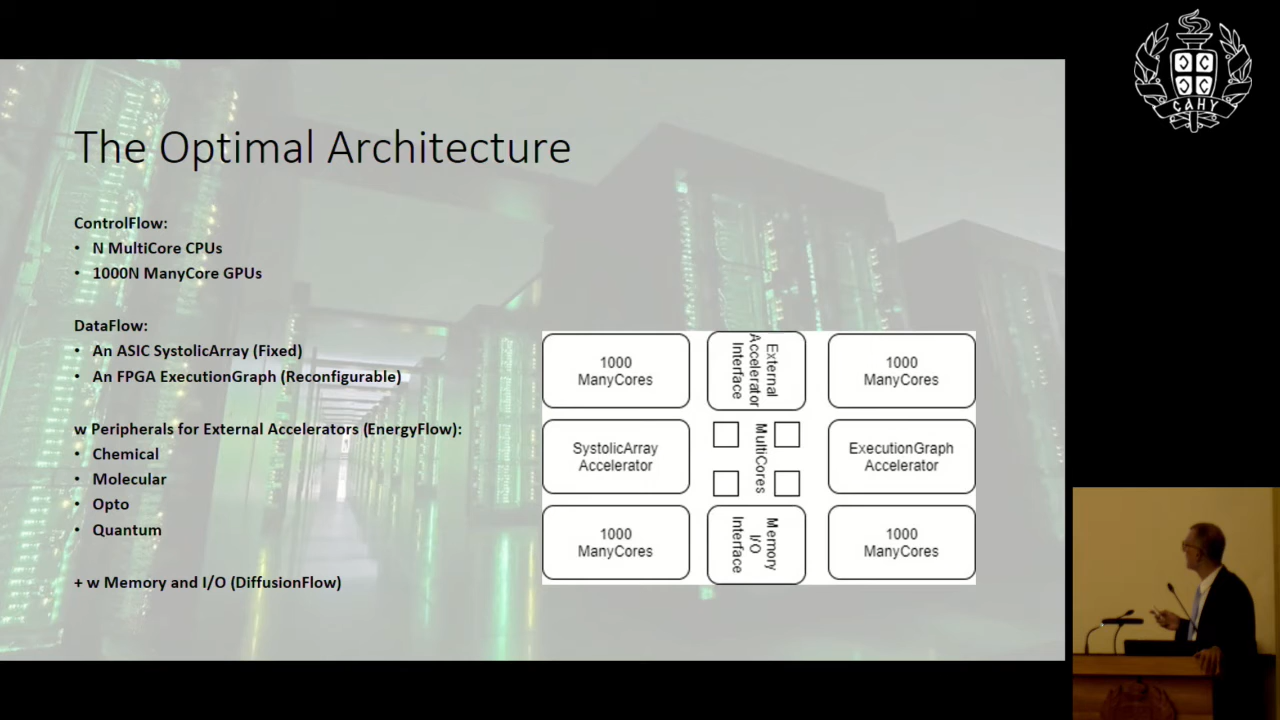 The Optimal Architecture
ControlFlow:
• N MultiCore CPUs
• 1000N ManyCore GPUs
DataFlow:
• An ASIC SystolicArray (Fixed)
• An FPGA ExecutionGraph (Reconfigurable)
w Peripherals for External Accelerators (EnergyFlow):
• Chemical
• Molecular
• Opto
• Quantum
+ w Memory and I/O (DiffusionFlow)
1000
ManyCores
External
Accelerator
Interface
1000
ManyCores
SystolicArray
Accelerator
MultiCores
ExecutionGraph
Accelerator
1000
ManyCores
Memory
I/O
Interface
1000
ManyCores
САНУ